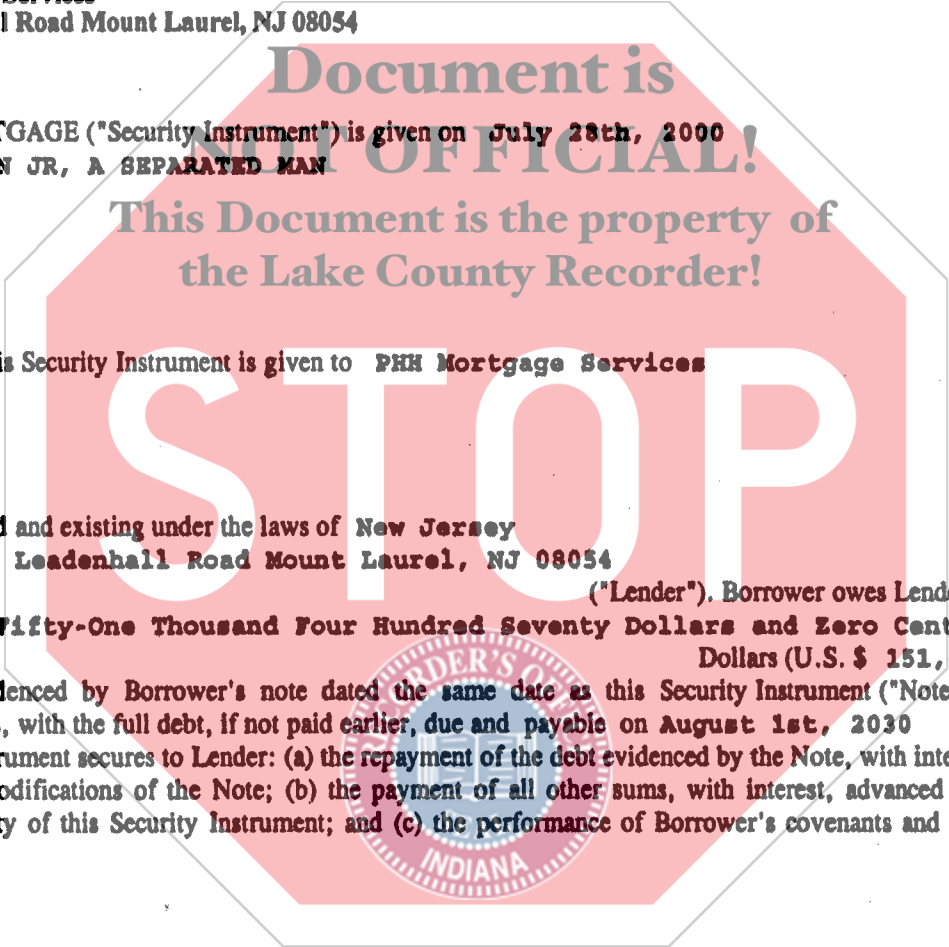 Services
l Road Mount Laurel, NJ 08054
Document is
TGAGE ("Security Instrument") is given on July 28th, 2000
NOT OFFICIAL!
N JR, A SEPARATED MAN
This Document is the property of
the Lake County Recorder!
is Security Instrument is given to PHH Mortgage Services
STOP
d and existing under the laws of New Jersey
Leadenhall Road Mount Laurel, NJ 08054
("Lender"). Borrower owes Lende
Fifty-One Thousand Four Hundred Seventy Dollars and Zero Cent
Dollars (U.S. $ 151,
denced by Borrower's note dated the same date as this Security Instrument ("Note
, with the full debt, if not paid earlier, due and payable on August 1st, 2030
rument secures to Lender: (a) the repayment of the debt evidenced by the Note, with inte
odifications of the Note; (b) the payment of all other sums, with interest, advanced
y of this Security Instrument; and (c) the performance of Borrower's covenants and
RECORDER'S OF
INDIANA